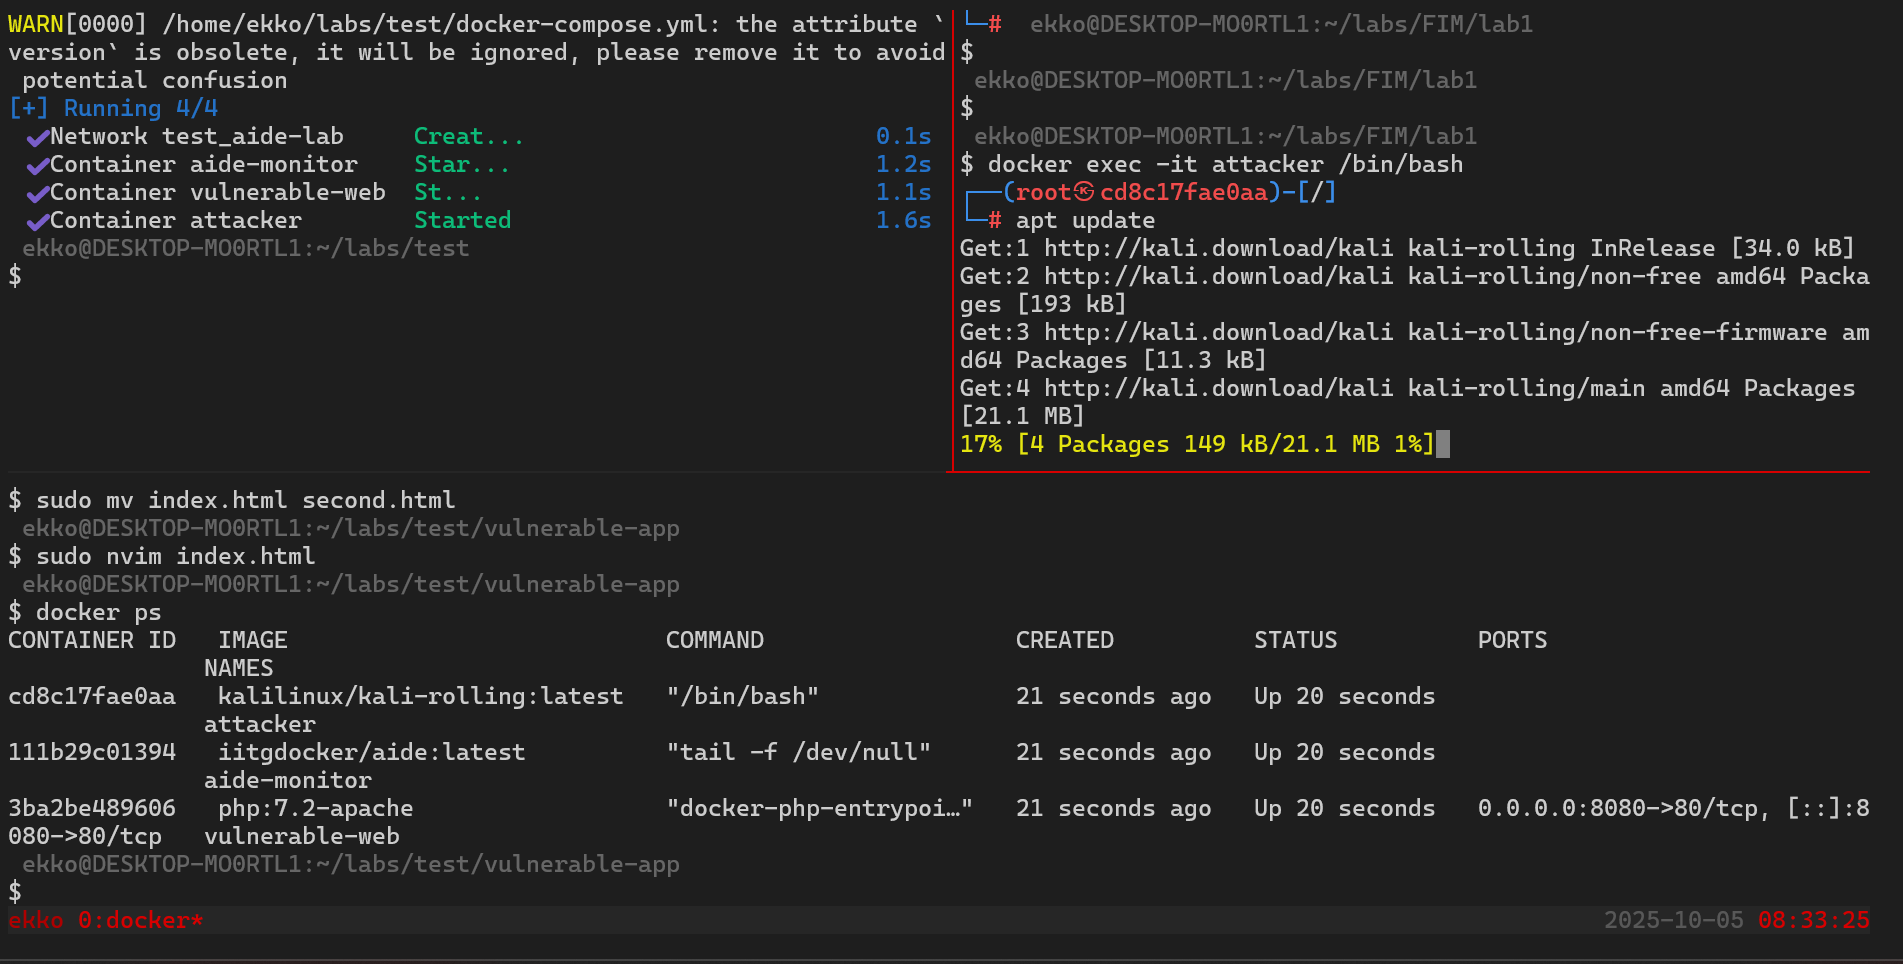 WARN[0000] /home/ekko/labs/test/docker-compose.yml: the attribute `
version` is obsolete, it will be ignored, please remove it to avoid
potential confusion
[+] Running 4/4
✔Network test_aide-lab Creat... 0.1s
✔Container aide-monitor Star... 1.2s
✔Container vulnerable-web St... 1.1s
✔Container attacker Started 1.6s
ekko@DESKTOP-MO0RTL1:~/labs/test
$
└─# ekko@DESKTOP-MO0RTL1:~/labs/FIM/lab1
$
ekko@DESKTOP-MO0RTL1:~/labs/FIM/lab1
$
ekko@DESKTOP-MO0RTL1:~/labs/FIM/lab1
$ docker exec -it attacker /bin/bash
┌──(root㉿cd8c17fae0aa)-[/]
└─# apt update
Get:1 http://kali.download/kali kali-rolling InRelease [34.0 kB]
Get:2 http://kali.download/kali kali-rolling/non-free amd64 Packa
ges [193 kB]
Get:3 http://kali.download/kali kali-rolling/non-free-firmware am
d64 Packages [11.3 kB]
Get:4 http://kali.download/kali kali-rolling/main amd64 Packages
[21.1 MB]
17% [4 Packages 149 kB/21.1 MB 1%]
$ sudo mv index.html second.html
ekko@DESKTOP-MO0RTL1:~/labs/test/vulnerable-app
$ sudo nvim index.html
ekko@DESKTOP-MO0RTL1:~/labs/test/vulnerable-app
$ docker ps
CONTAINER ID IMAGE COMMAND CREATED STATUS PORTS
NAMES
cd8c17fae0aa kalilinux/kali-rolling:latest "/bin/bash" 21 seconds ago Up 20 seconds
attacker
111b29c01394 iitgdocker/aide:latest "tail -f /dev/null" 21 seconds ago Up 20 seconds
aide-monitor
3ba2be489606 php:7.2-apache "docker-php-entrypoi…" 21 seconds ago Up 20 seconds 0.0.0.0:8080->80/tcp, [::]:8
080->80/tcp vulnerable-web
ekko@DESKTOP-MO0RTL1:~/labs/test/vulnerable-app
$
ekko 0:docker* 2025-10-05 08:33:25